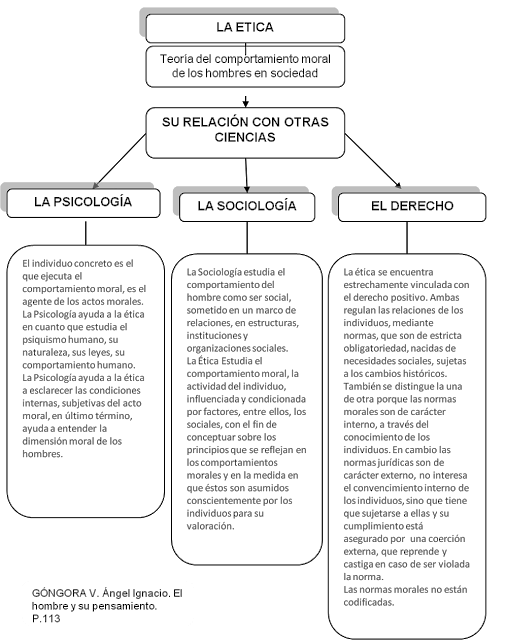 LA ETICA
Teoría del comportamiento moral
de los hombres en sociedad
SU RELACIÓN CON OTRAS
CIENCIAS
LA PSICOLOGÍA
LA SOCIOLOGÍA
EL DERECHO
El individuo concreto es el
que ejecuta el
comportamiento moral, es el
agente de los actos morales.
La Psicología ayuda a la ética
en cuanto que estudia el
psiquismo humano, su
naturaleza, sus leyes, su
comportamiento humano.
La Psicología ayuda a la ética
a esclarecer las condiciones
internas, subjetivas del acto
moral, en último término,
ayuda a entender la
dimensión moral de los
hombres.
La Sociología estudia el
comportamiento del
hombre como ser social,
sometido en un marco de
relaciones, en estructuras,
instituciones y
organizaciones sociales.
La Ética Estudia el
comportamiento moral, la
actividad del individuo,
influenciada y condicionada
por factores, entre ellos, los
sociales, con el fin de
conceptuar sobre los
principios que se reflejan en
los comportamientos
morales y en la medida en
que éstos son asumidos
conscientemente por los
individuos para su
valoración.
La ética se encuentra
estrechamente vinculada con
el derecho positivo. Ambas
regulan las relaciones de los
individuos, mediante
normas, que son de estricta
obligatoriedad, nacidas de
necesidades sociales, sujetas
a los cambios históricos.
También se distingue la una
de otra porque las normas
morales son de carácter
interno, a través del
conocimiento de los
individuos. En cambio las
normas jurídicas son de
carácter externo, no interesa
el convencimiento interno de
los individuos, sino que tiene
que sujetarse a ellas y su
cumplimiento está
asegurado por una coerción
externa, que reprende y
castiga en caso de ser violada
la norma.
Las normas morales no están
codificadas.
GÓNGORA V. Ángel Ignacio. El
hombre y su pensamiento.
P.113